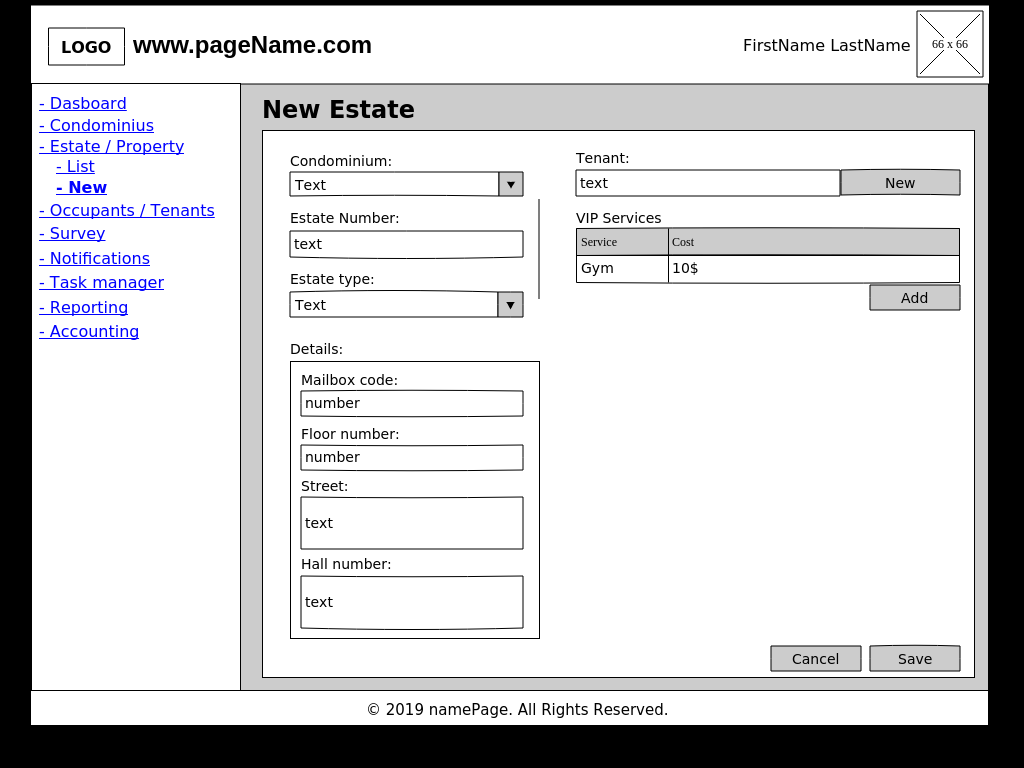 LOGO www.pageName.com FirstName LastName 66 x 66
- Dasboard
- Condominius
- Estate / Property
- List
- New
- Occupants / Tenants
- Survey
- Notifications
- Task manager
- Reporting
- Accounting
New Estate
Condominium:
Text
Estate Number:
text
Estate type:
Text
Details:
Mailbox code:
number
Floor number:
number
Street:
text
Hall number:
text
Tenant:
text New
VIP Services
Service Cost
Gym 10$
Add
Cancel Save
© 2019 namePage. All Rights Reserved.